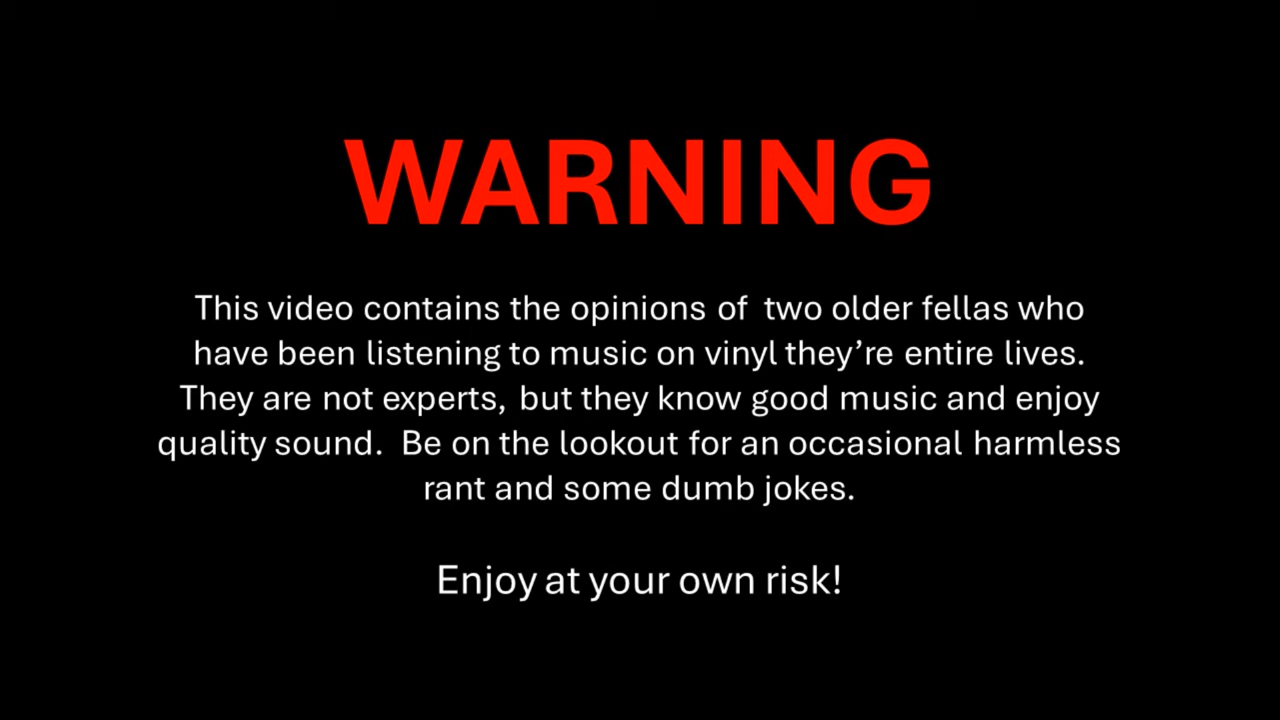 WARNING
This video contains the opinions of  two older fellas who
have been listening to music on vinyl they’re entire lives.
They are not experts, but they know good music and enjoy
quality sound.  Be on the lookout for an occasional harmless
rant and some dumb jokes.
Enjoy at your own risk!